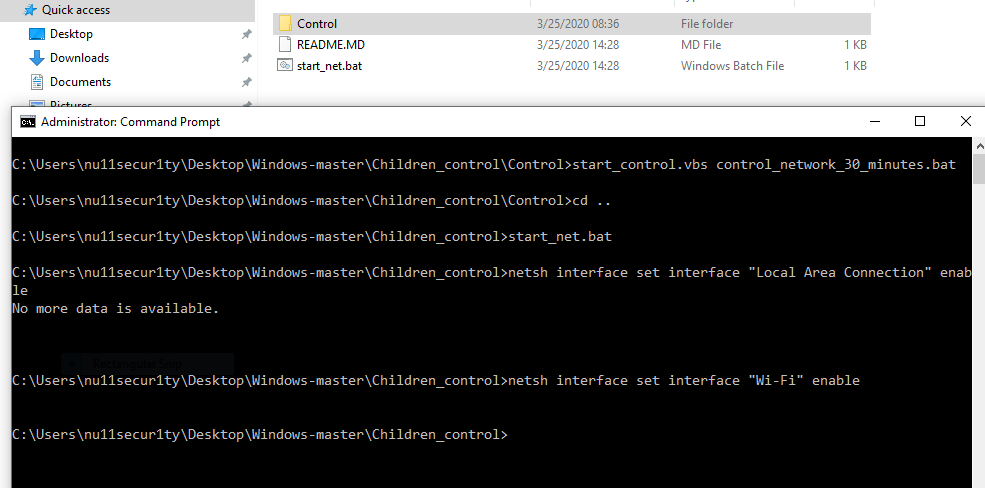 Quick access
Control 3/25/2020 08:36 File folder
Desktop
README.MD 3/25/2020 14:28 MD File 1 KB
Downloads
start_net.bat 3/25/2020 14:28 Windows Batch File 1 KB
Documents
Pictures
Administrator: Command Prompt
C:\Users\nu11secur1ty\Desktop\Windows-master\Children_control\Control>start_control.vbs control_network_30_minutes.bat
C:\Users\nu11secur1ty\Desktop\Windows-master\Children_control\Control>cd ..
C:\Users\nu11secur1ty\Desktop\Windows-master\Children_control>start_net.bat
C:\Users\nu11secur1ty\Desktop\Windows-master\Children_control>netsh interface set interface "Local Area Connection" enab
le
No more data is available.
Rectangular Snip
C:\Users\nu11secur1ty\Desktop\Windows-master\Children_control>netsh interface set interface "Wi-Fi" enable
C:\Users\nu11secur1ty\Desktop\Windows-master\Children_control>